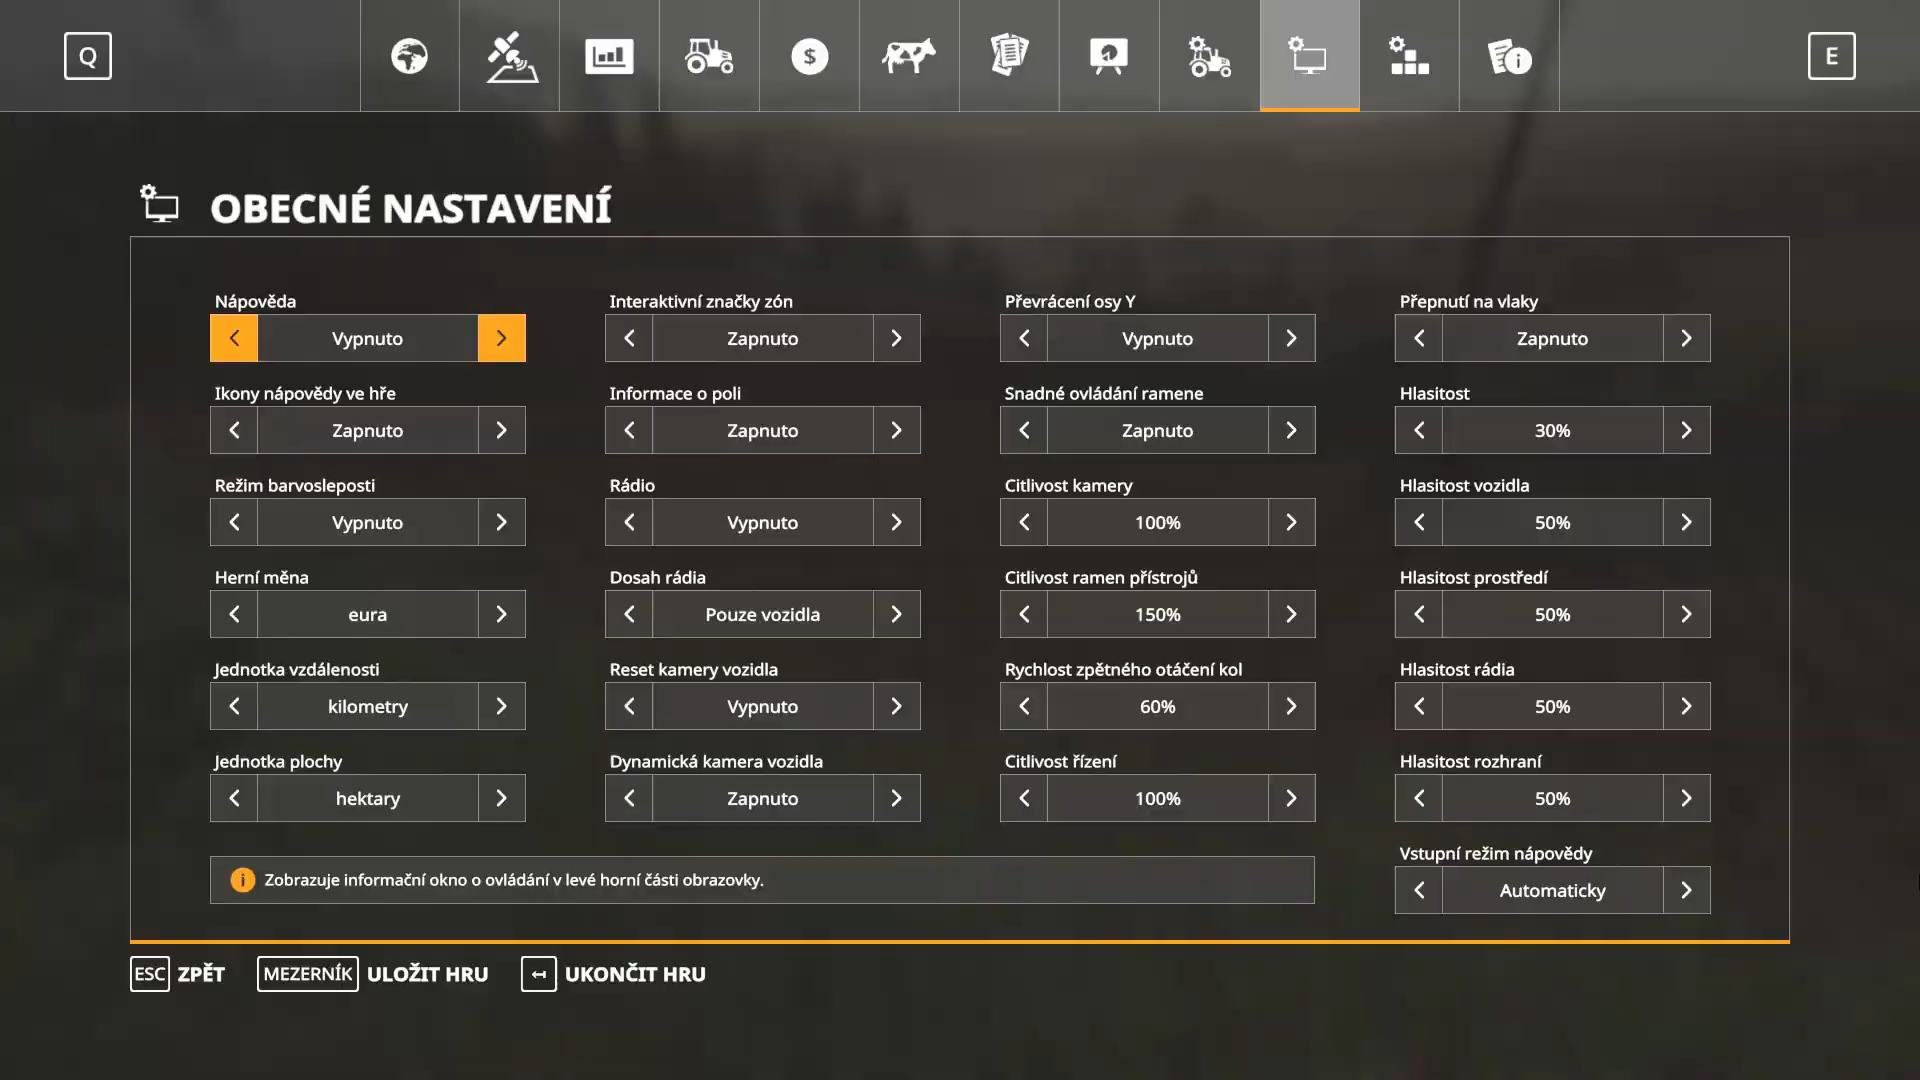 Q
E
OBECNÉ NASTAVENÍ
Nápověda
Vypnuto
Ikony nápovědy ve hře
Zapnuto
Režim barvosleposti
Vypnuto
Herní měna
eura
Jednotka vzdálenosti
kilometry
Jednotka plochy
hektary
Interaktivní značky zón
Zapnuto
Informace o poli
Zapnuto
Rádio
Vypnuto
Dosah rádia
Pouze vozidla
Reset kamery vozidla
Vypnuto
Dynamická kamera vozidla
Zapnuto
Převrácení osy Y
Vypnuto
Snadné ovládání ramene
Zapnuto
Citlivost kamery
100%
Citlivost ramen přístrojů
150%
Rychlost zpětného otáčení kol
60%
Citlivost řízení
100%
Přepnutí na vlaky
Zapnuto
Hlasitost
30%
Hlasitost vozidla
50%
Hlasitost prostředí
50%
Hlasitost rádia
50%
Hlasitost rozhraní
50%
Vstupní režim nápovědy
Automaticky
Zobrazuje informační okno o ovládání v levé horní části obrazovky.
ESC ZPĚT MEZERNÍK ULOŽIT HRU UKONČIT HRU